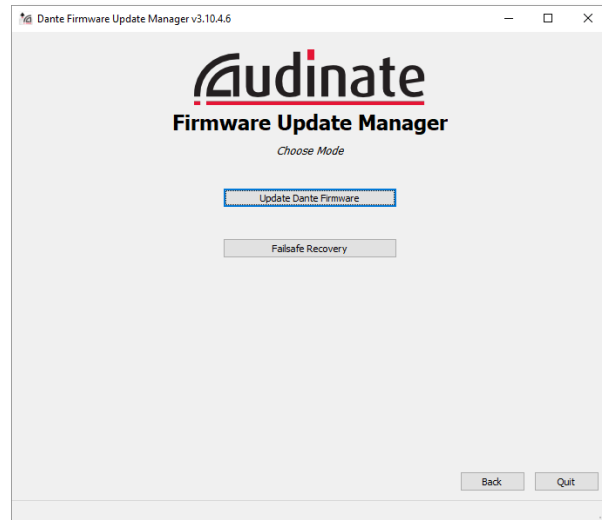 Dante Firmware Update Manager v3.10.4.6
Audinate
Firmware Update Manager
Choose Mode
Update Dante Firmware
Failsafe Recovery
Back Quit